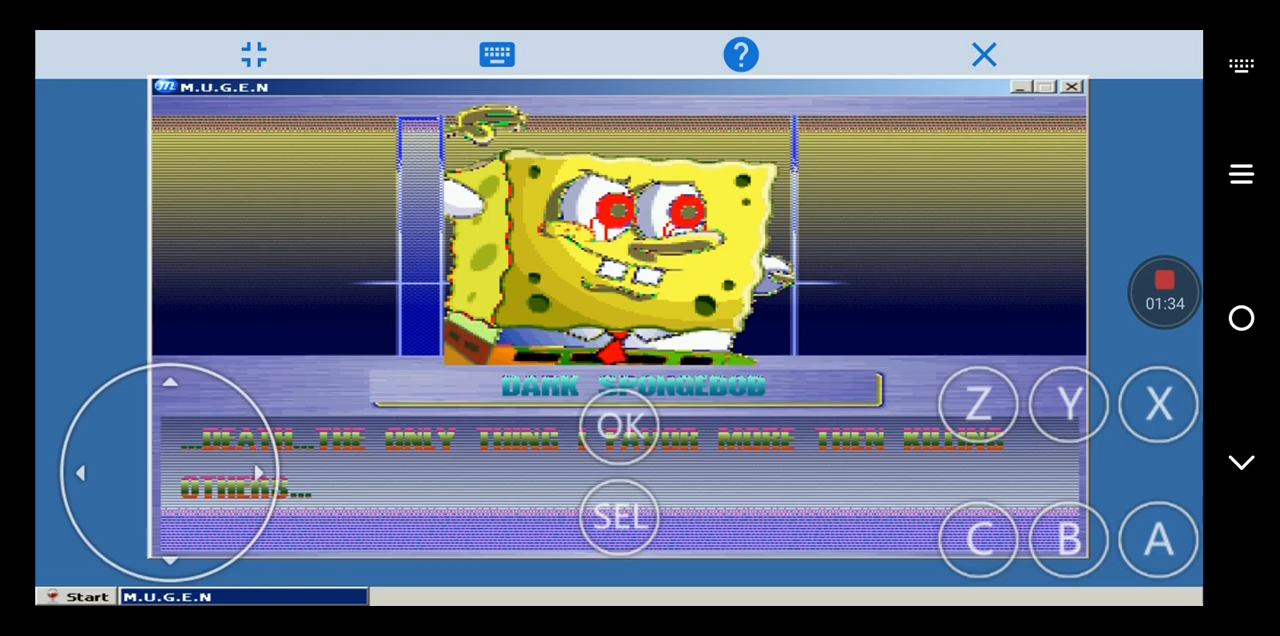 ?
M.U.G.E.N
01:34
DARK SPONGEBOB
Z Y X
OK
...DEATH...THE ONLY THING I FAVOR MORE THEN KILLING
OTHERS...
SEL
C B A
Start M.U.G.E.N